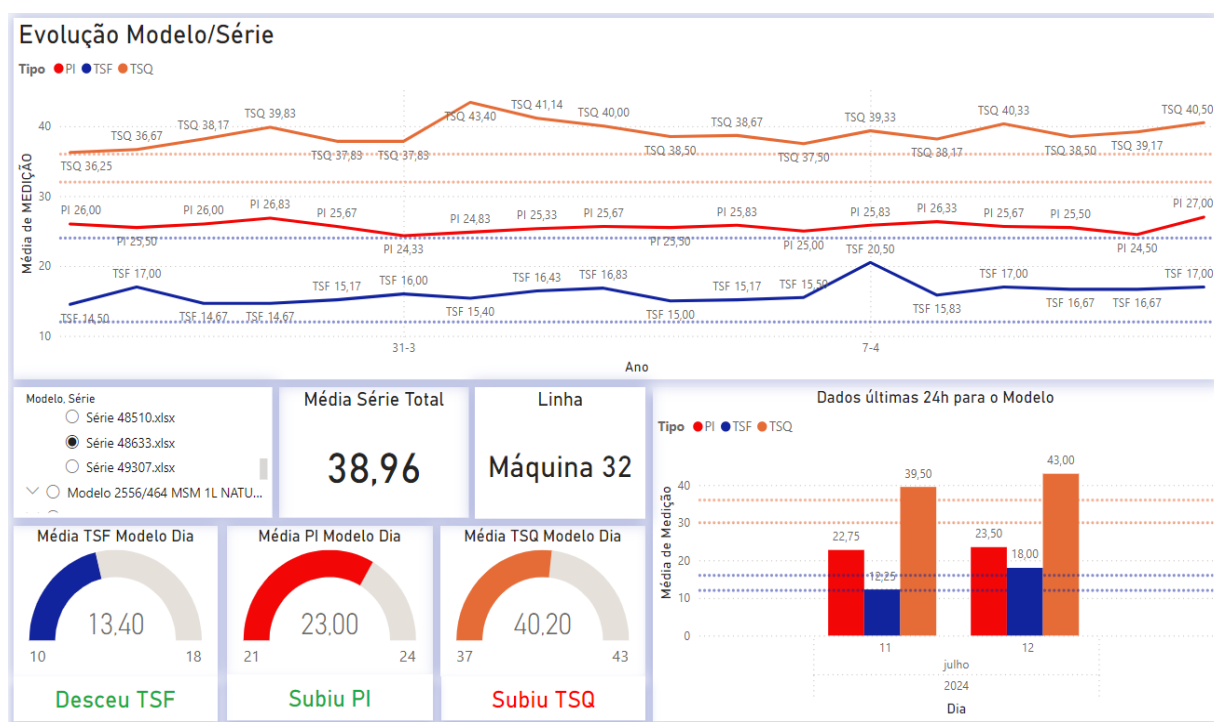 Evolução Modelo/Série
Tipo PI TSF TSQ
Média de MEDIÇÃO
40
30
20
10
TSQ 36,25
TSQ 36,67
TSQ 38,17
TSQ 39,83
TSQ 37,83
TSQ 37,83
TSQ 43,40
TSQ 41,14
TSQ 40,00
TSQ 38,50
TSQ 38,67
TSQ 37,50
TSQ 39,33
TSQ 38,17
TSQ 40,33
TSQ 38,50
TSQ 39,17
TSQ 40,50
PI 26,00
PI 25,50
PI 26,00
PI 26,83
PI 25,67
PI 24,33
PI 24,83
PI 25,33
PI 25,67
PI 25,50
PI 25,83
PI 25,00
PI 25,83
PI 26,33
PI 25,67
PI 25,50
PI 24,50
PI 27,00
TSF 14,50
TSF 17,00
TSF 14,67
TSF 14,67
TSF 15,17
TSF 16,00
TSF 15,40
TSF 16,43
TSF 16,83
TSF 15,00
TSF 15,17
TSF 15,50
TSF 20,50
TSF 15,83
TSF 17,00
TSF 16,67
TSF 16,67
TSF 17,00
31-3
7-4
Ano
Modelo, Série
Série 48510.xlsx
Série 48633.xlsx
Série 49307.xlsx
Modelo 2556/464 MSM 1L NATU...
Média Série Total
38,96
Linha
Máquina 32
Média TSF Modelo Dia
13,40
10
18
Desceu TSF
Média PI Modelo Dia
23,00
21
24
Subiu PI
Média TSQ Modelo Dia
40,20
37
43
Subiu TSQ
Dados últimas 24h para o Modelo
Tipo PI TSF TSQ
Média de Medição
40
30
20
10
0
22,75
12,25
39,50
23,50
18,00
43,00
11
12
julho
2024
Dia